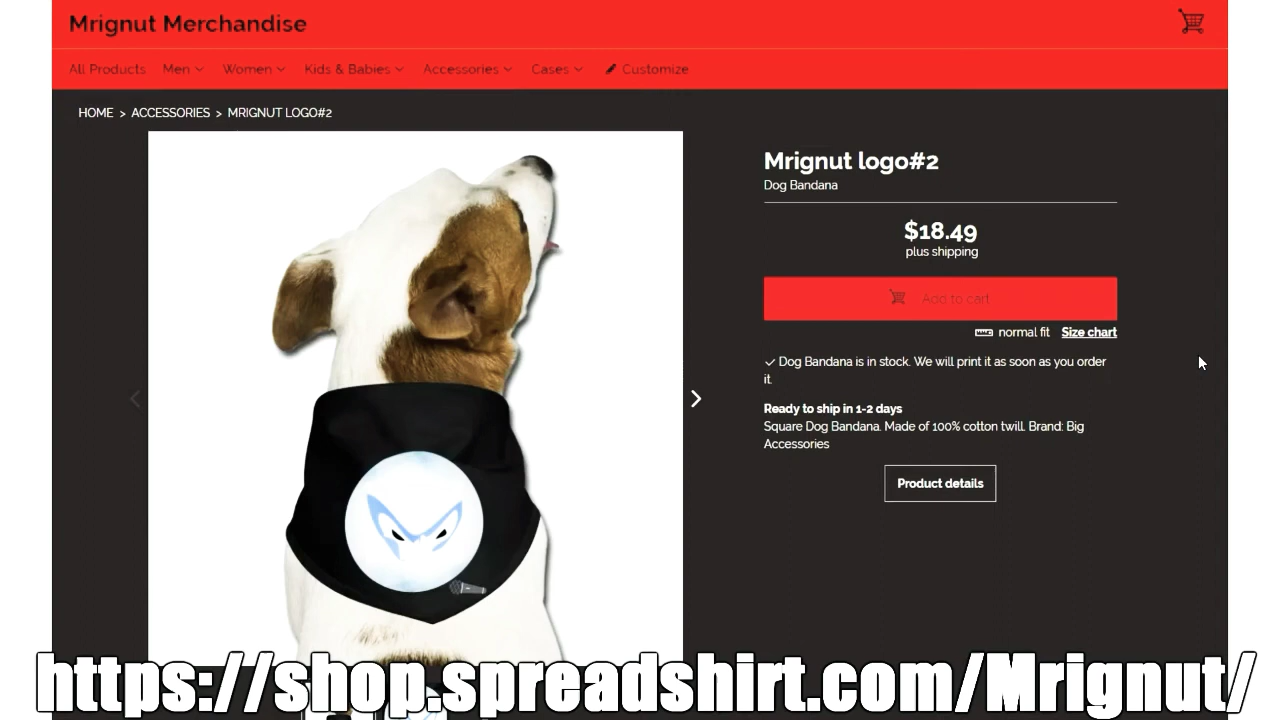 Mrignut Merchandise
All Products Men Women Kids & Babies Accessories Cases Customize
HOME > ACCESSORIES > MRIGNUT LOGO#2
Mrignut logo#2
Dog Bandana
$18.49
plus shipping
Add to cart
normal fit Size chart
Dog Bandana is in stock. We will print it as soon as you order
it.
Ready to ship in 1-2 days
Square Dog Bandana. Made of 100% cotton twill. Brand: Big
Accessories
Product details
https://shop.spreadshirt.com/Mrignut/